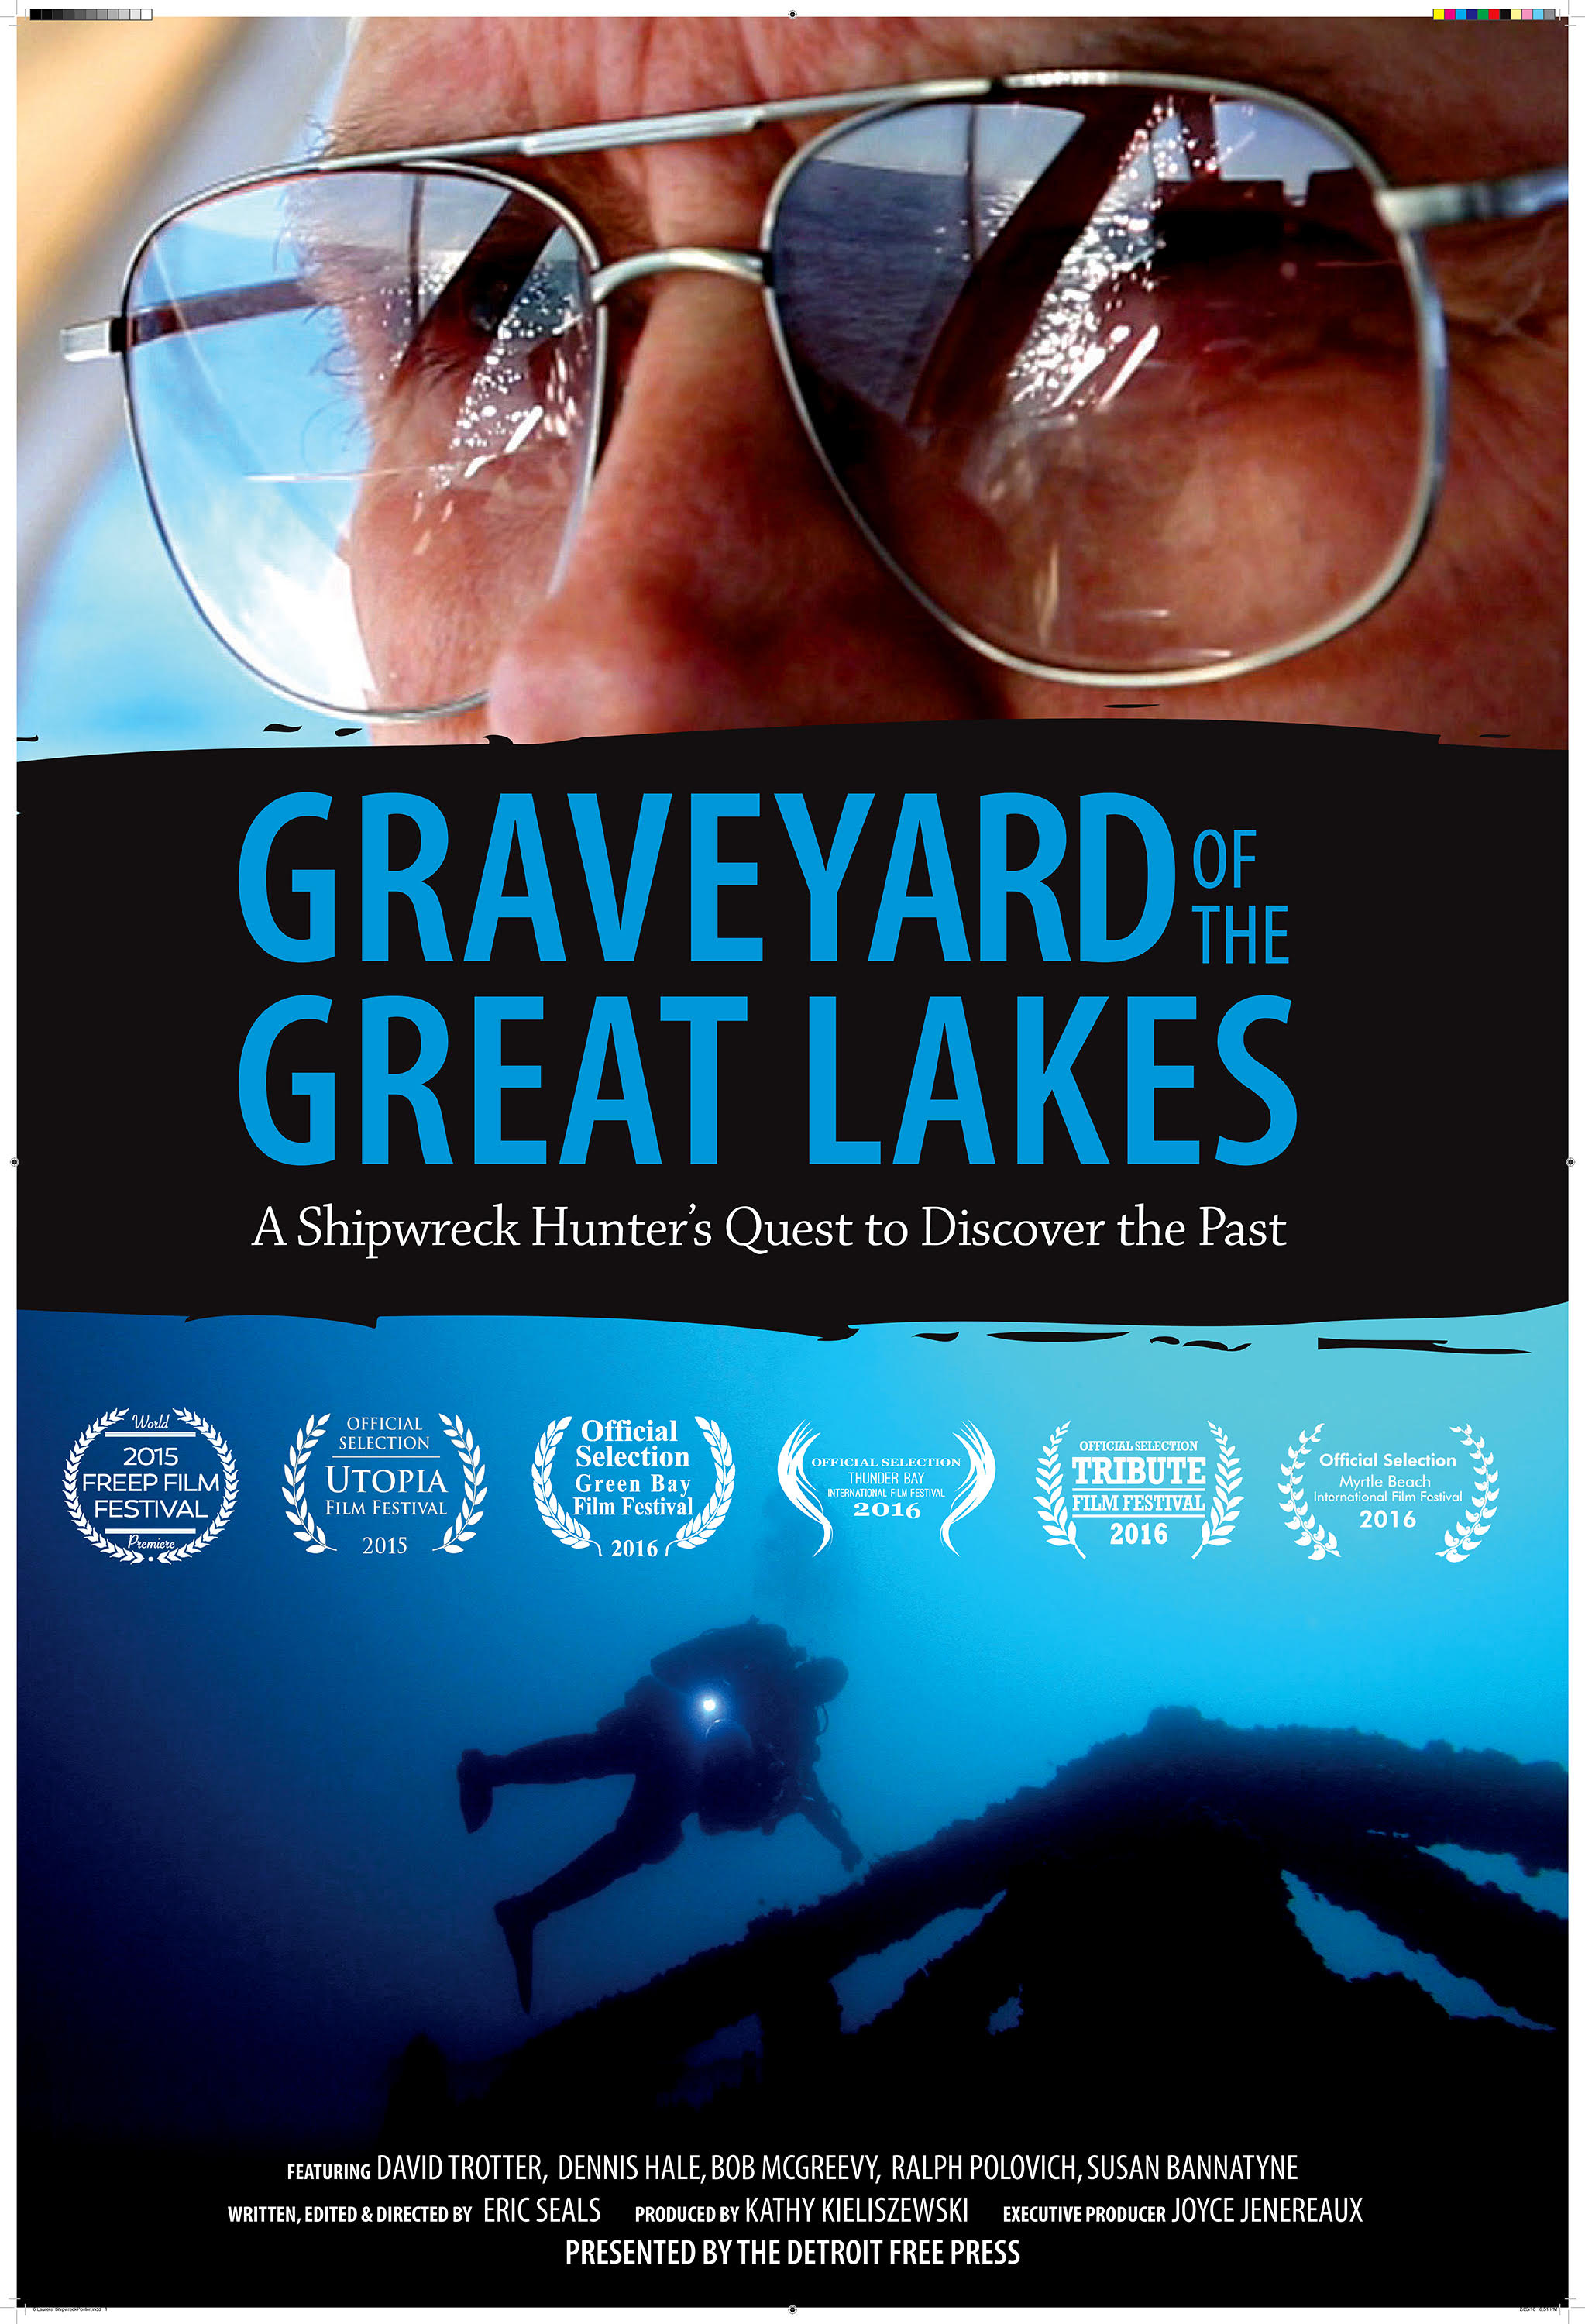 GRAVEYARD OF THE
GREAT LAKES
A Shipwreck Hunter's Quest to Discover the Past
World
2015
FREEP FILM
FESTIVAL
Premiere
OFFICIAL
SELECTION
UTOPIA
FILM FESTIVAL
2015
Official
Selection
Green Bay
Film Festival
2016
OFFICIAL SELECTION
THUNDER BAY
INTERNATIONAL FILM FESTIVAL
2016
OFFICIAL SELECTION
TRIBUTE
FILM FESTIVAL
2016
Official Selection
Myrtle Beach
International Film Fostival
2016
FEATURING DAVID TROTTER, DENNIS HALE, BOB MCGREEVY, RALPH POLOVICH, SUSAN BANNATYNE
WRITTEN, EDITED & DIRECTED BY ERIC SEALS PRODUCED BY KATHY KIELISZEWSKI EXECUTIVE PRODUCER JOYCE JENEREAUX
PRESENTED BY THE DETROIT FREE PRESS